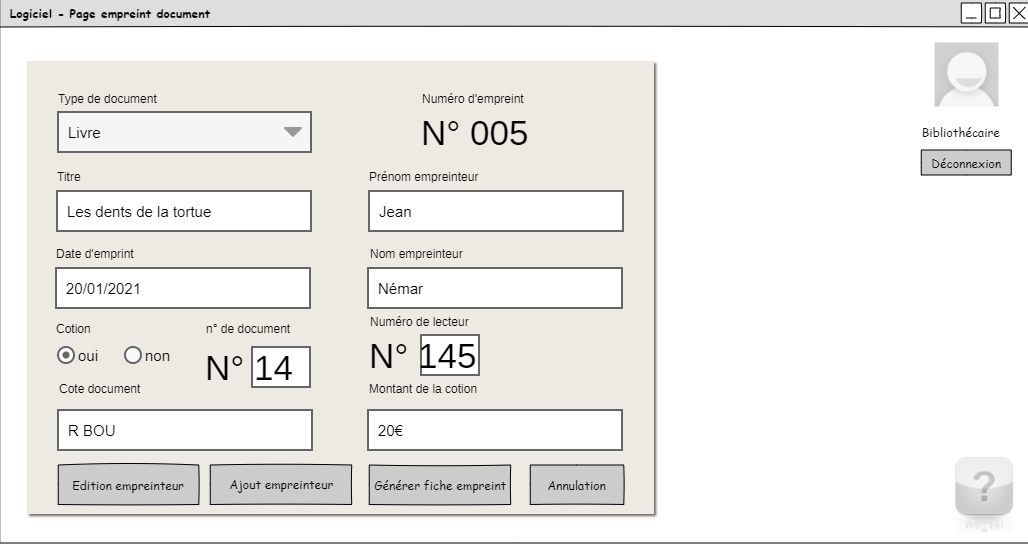 Logiciel - Page empreint document
Bibliothécaire
Déconnexion
Type de document
Livre
Numéro d'empreint
N° 005
Titre
Les dents de la tortue
Prénom empreinteur
Jean
Date d'emprint
20/01/2021
Nom empreinteur
Némar
Cotion
oui
non
n° de document
N° 14
Numéro de lecteur
N° 145
Cote document
R BOU
Montant de la cotion
20€
Edition empreinteur
Ajout empreinteur
Générer fiche empreint
Annulation
?